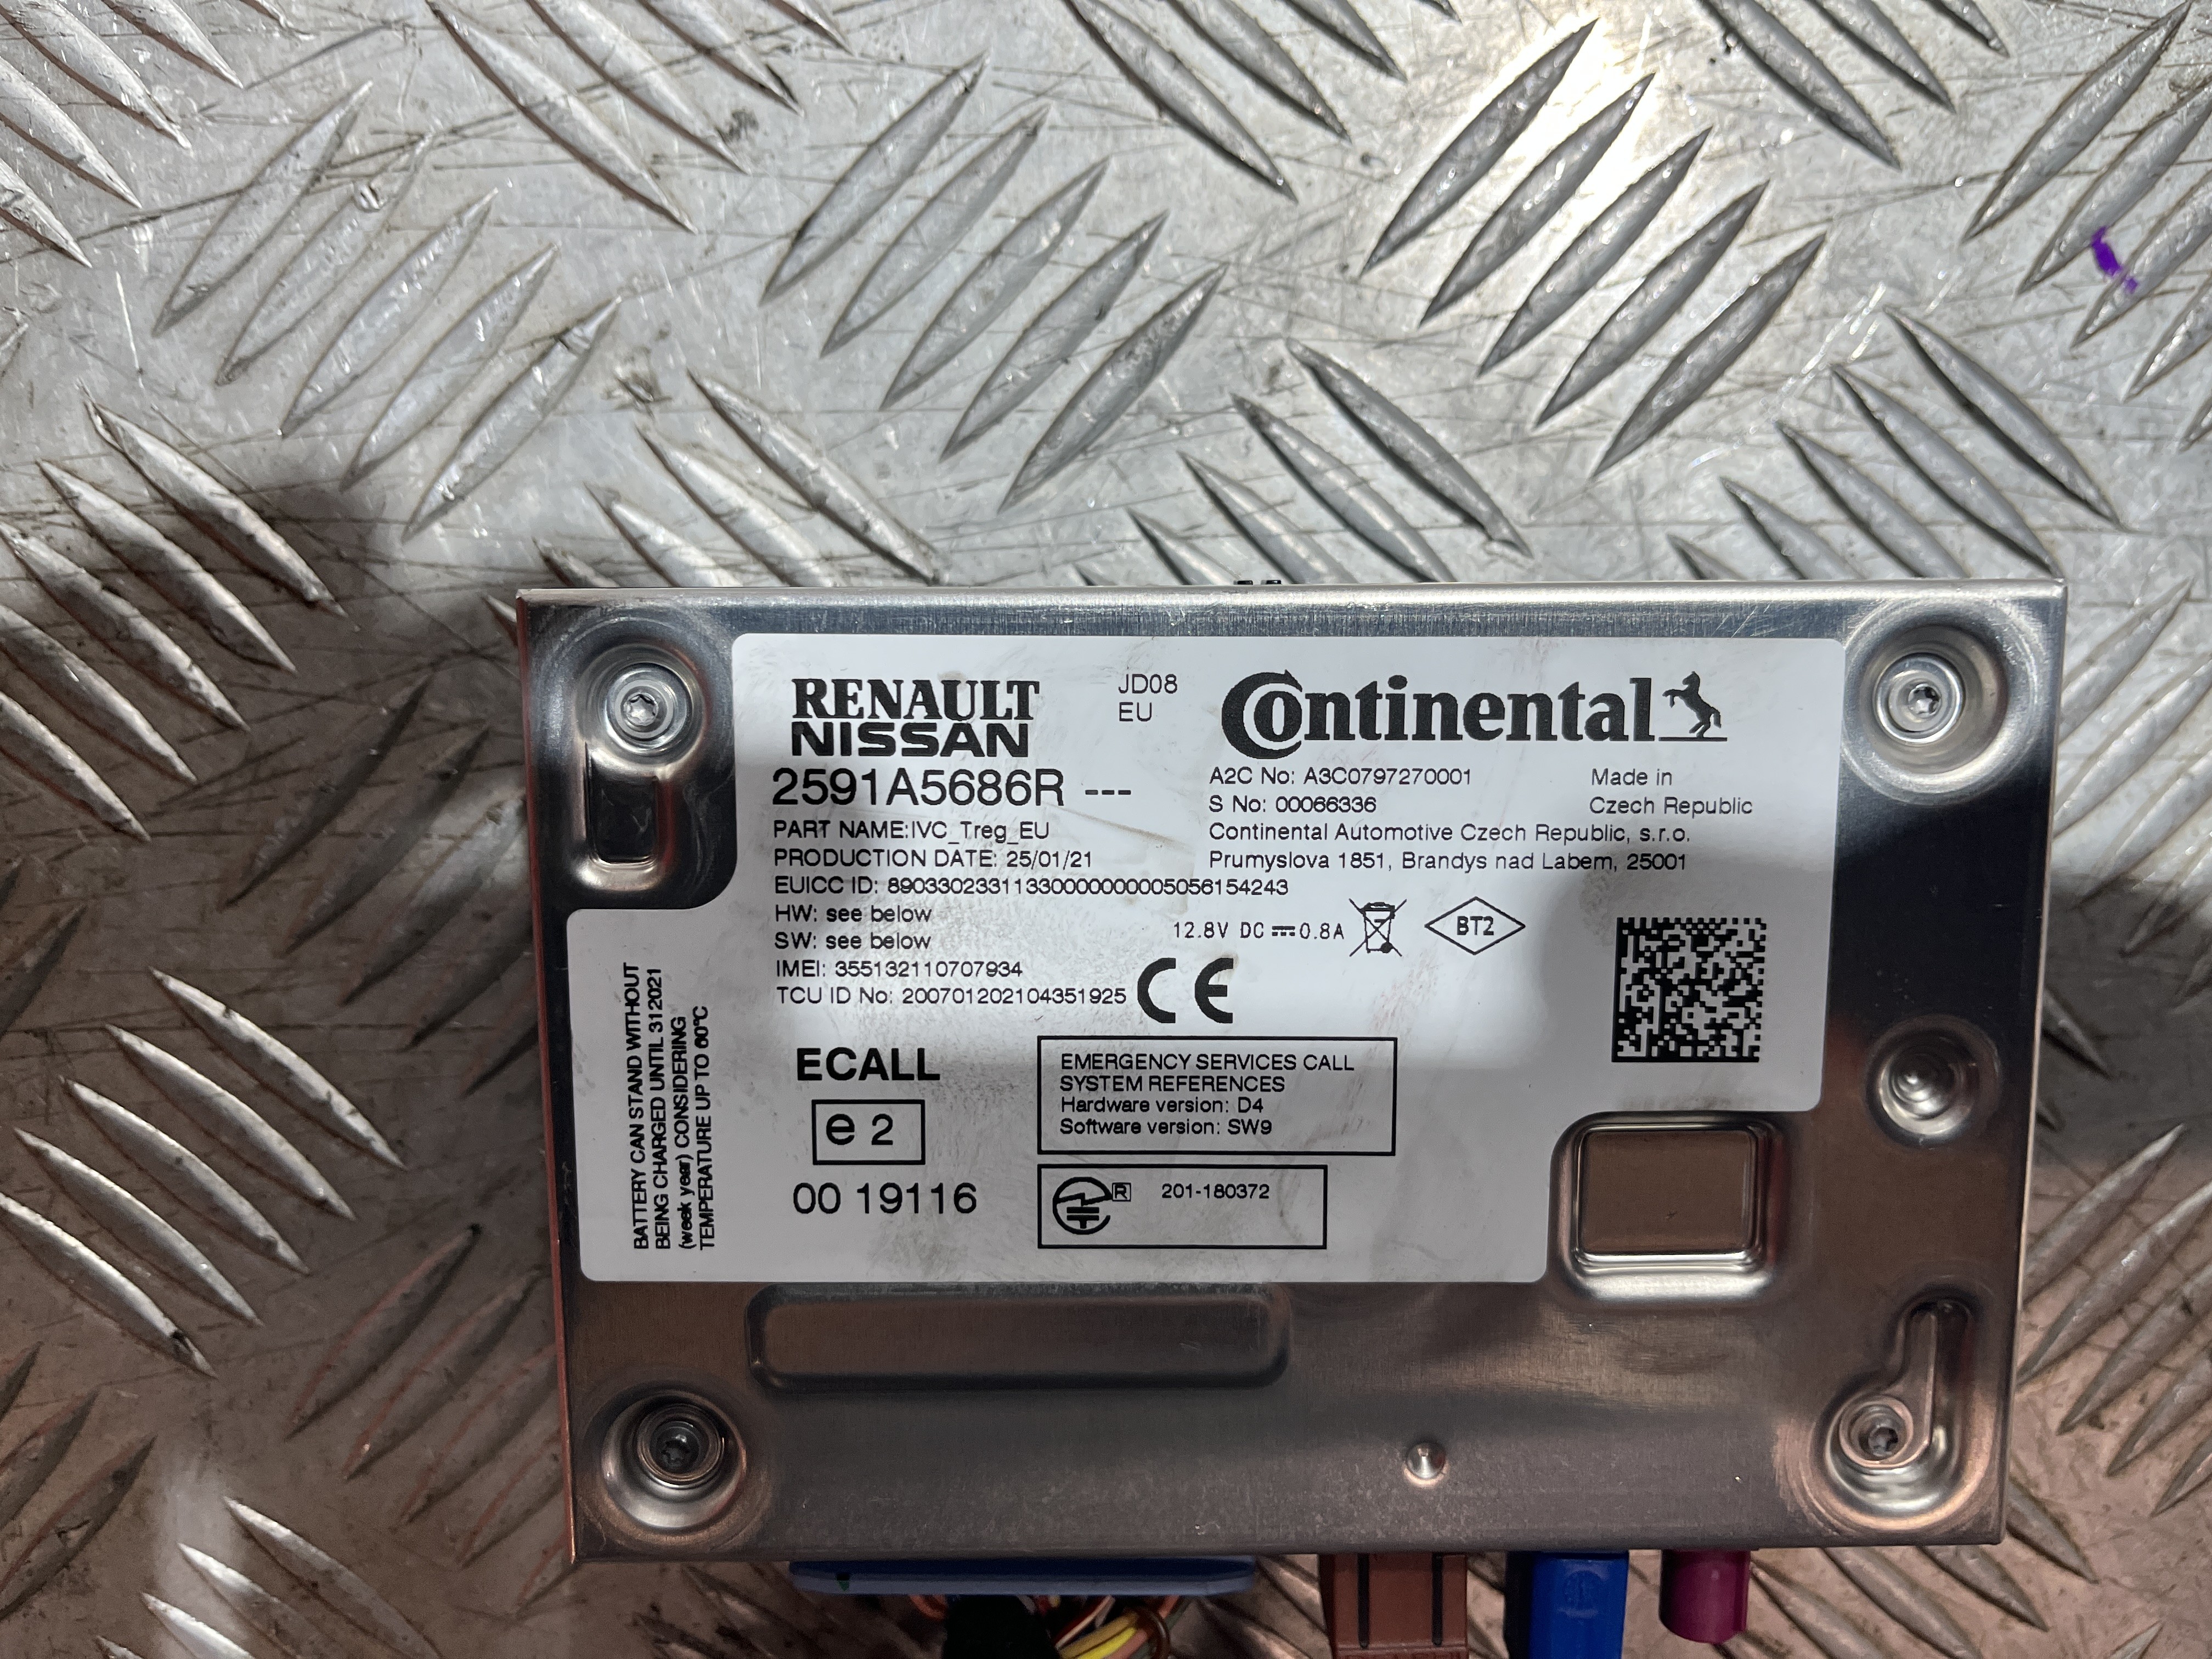 RENAULT
NISSAN
JD08
EU
Continental
2591A5686R ---
A2C No: A3C0797270001
Made in
S No: 00066336
Czech Republic
PART NAME:IVC_Treg_EU
Continental Automotive Czech Republic, s.r.o.
PRODUCTION DATE: 25/01/21
Prumyslova 1851, Brandys nad Labem, 25001
EUICC ID: 89033023311330000000005056154243
HW: see below
12.8V DC 0.8A
BT2
SW: see below
IMEI: 355132110707934
TCU ID No: 200701202104351925
CE
BATTERY CAN STAND WITHOUT
BEING CHARGED UNTIL 312021
(week year) CONSIDERING
TEMPERATURE UP TO 60°C
ECALL
e2
00 19116
EMERGENCY SERVICES CALL
SYSTEM REFERENCES
Hardware version: D4
Software version: SW9
R
201-180372